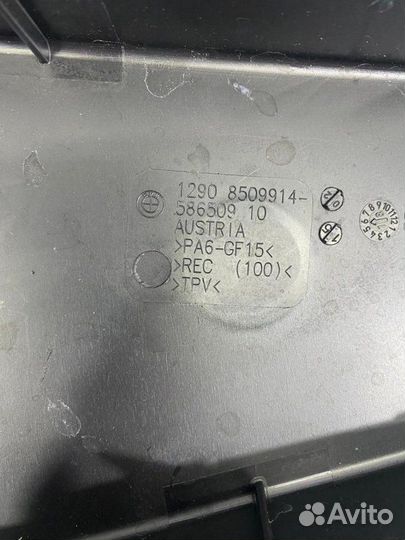 1290 8509914-
586509 10
AUSTRIA
>PA6-GF15<
>REC (100)<
>TPV<
Avito